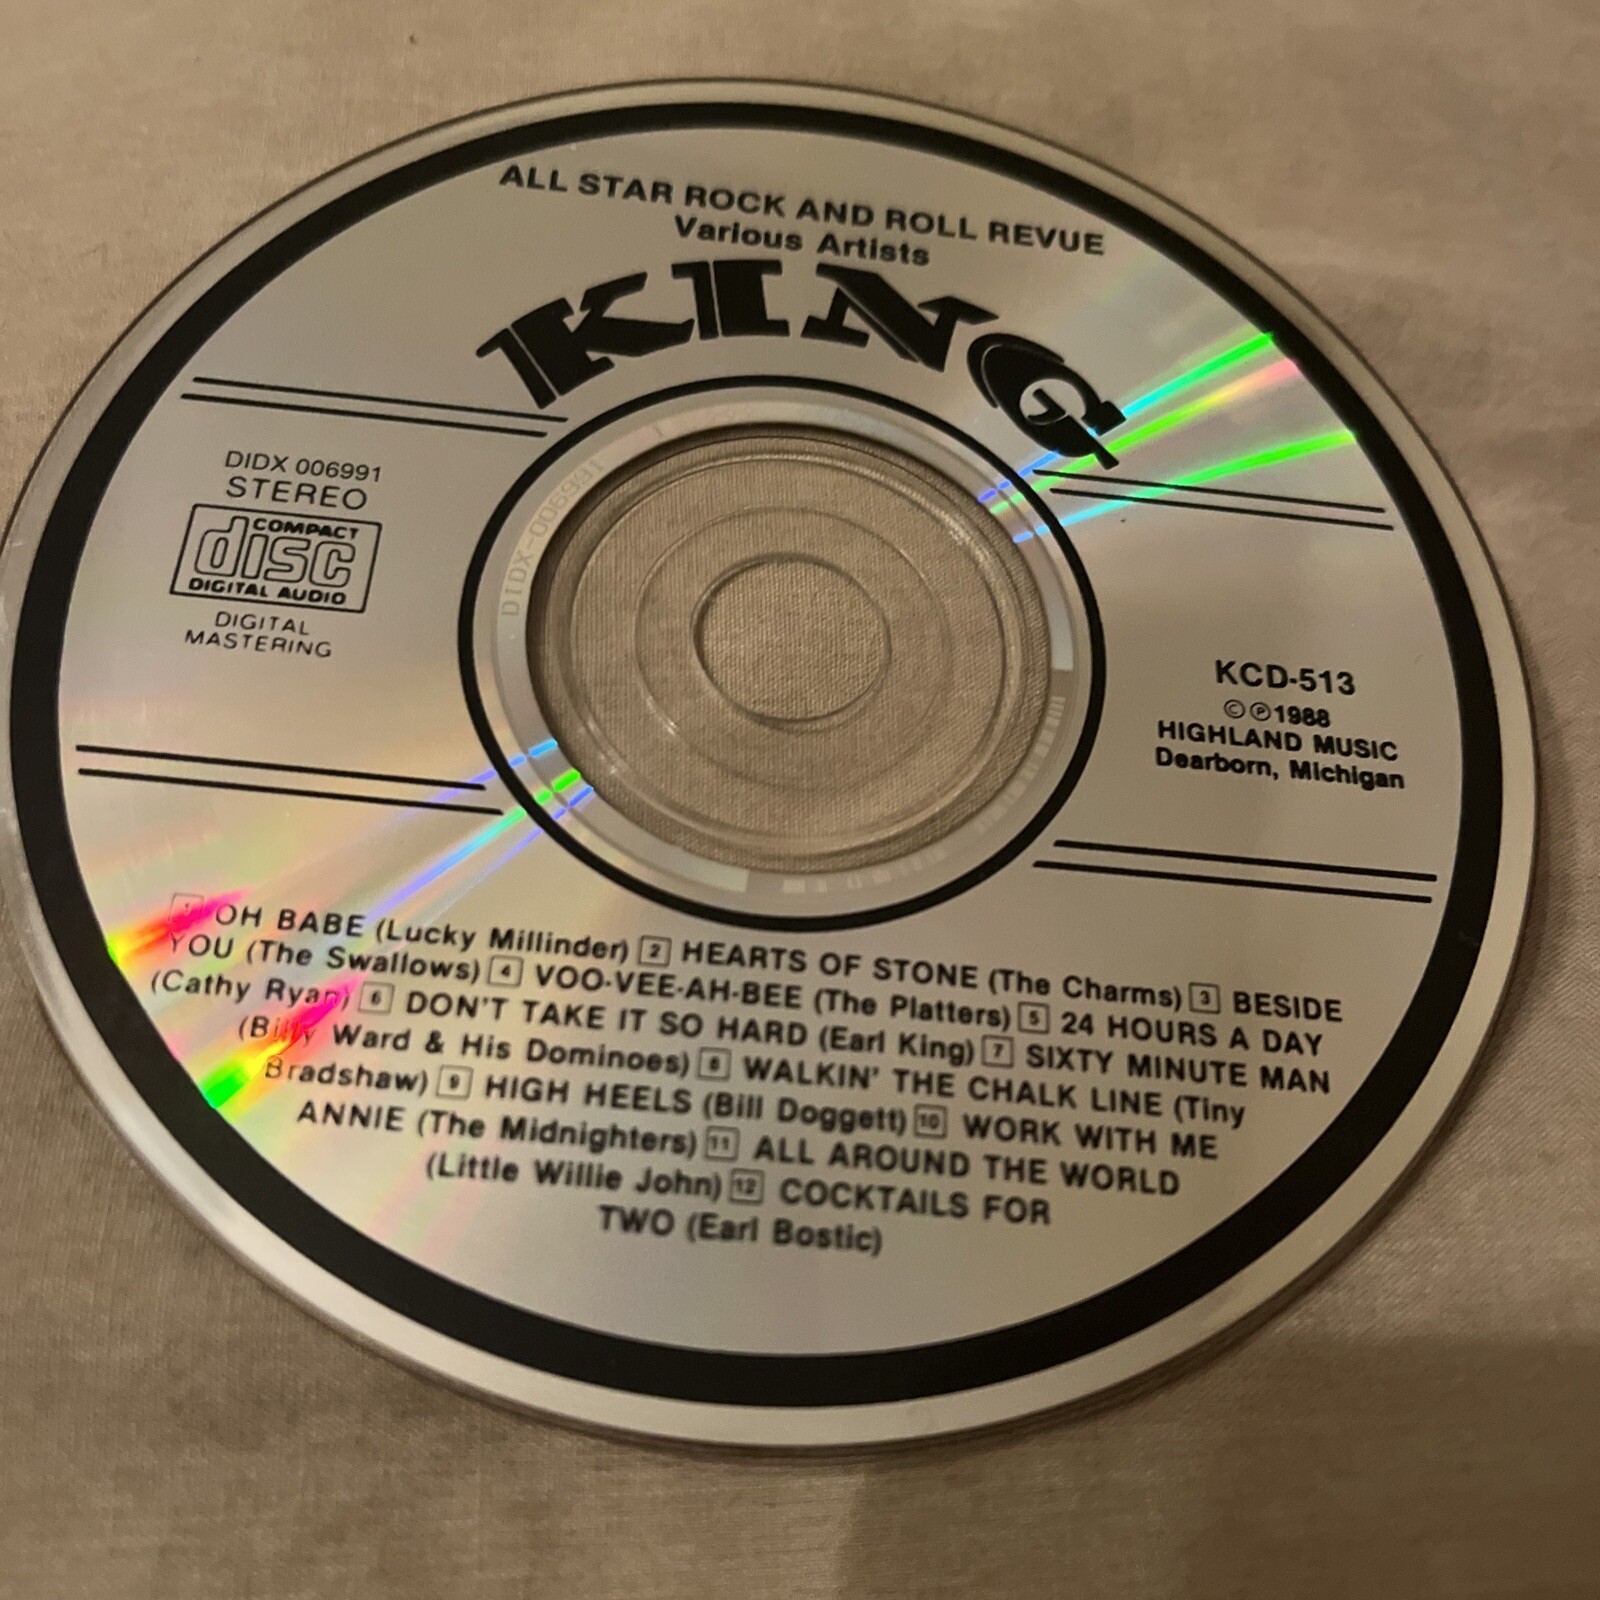 ALL STAR ROCK AND ROLL REVUE
Various Artists
KING
DIDX 006991
STEREO
COMPACT
disc
DIGITAL AUDIO
DIGITAL
MASTERING
DIDX-006991
KCD-513
©℗1988
HIGHLAND MUSIC
Dearborn, Michigan
1 OH BABE (Lucky Millinder) 2 HEARTS OF STONE (The Charms) 3 BESIDE
YOU (The Swallows) 4 VOO-VEE-AH-BEE (The Platters) 5 24 HOURS A DAY
(Cathy Ryan) 6 DON'T TAKE IT SO HARD (Earl King) 7 SIXTY MINUTE MAN
(Billy Ward & His Dominoes) 8 WALKIN' THE CHALK LINE (Tiny
Bradshaw) 9 HIGH HEELS (Bill Doggett) 10 WORK WITH ME
ANNIE (The Midnighters) 11 ALL AROUND THE WORLD
(Little Willie John) 12 COCKTAILS FOR
TWO (Earl Bostic)